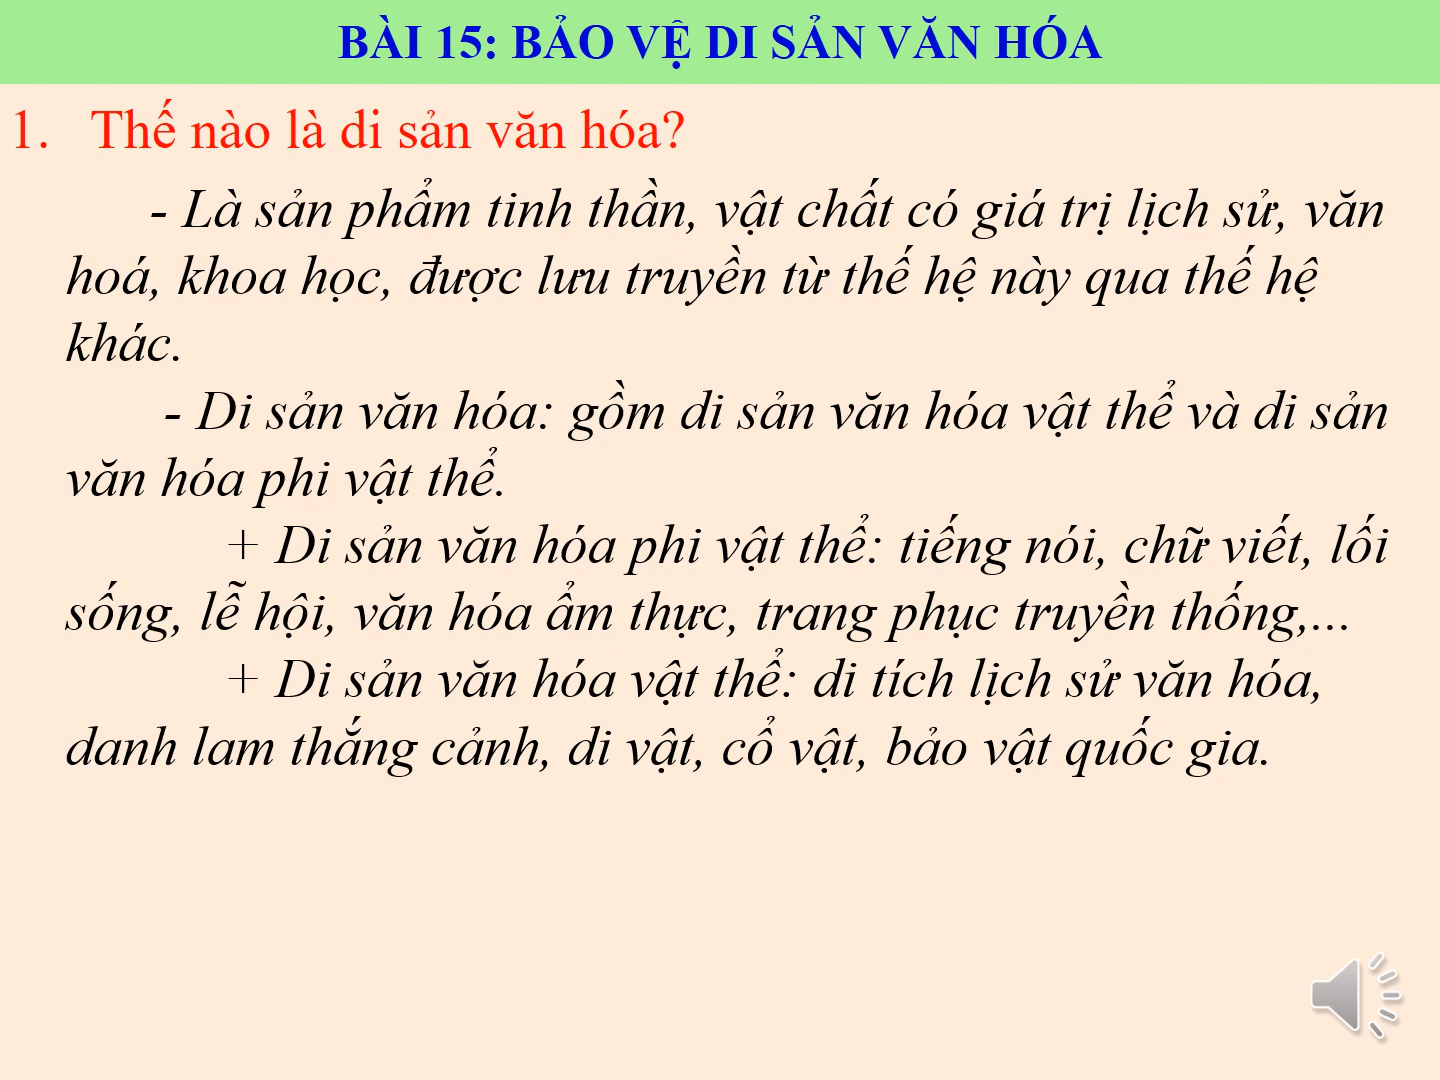 BÀI 15: BẢO VỆ DI SẢN VĂN HÓA
1. Thế nào là di sản văn hóa?
- Là sản phẩm tinh thần, vật chất có giá trị lịch sử, văn
hoá, khoa học, được lưu truyền từ thế hệ này qua thế hệ
khác.
- Di sản văn hóa: gồm di sản văn hóa vật thể và di sản
văn hóa phi vật thể.
+ Di sản văn hóa phi vật thể: tiếng nói, chữ viết, lối
sống, lễ hội, văn hóa ẩm thực, trang phục truyền thống,...
+ Di sản văn hóa vật thể: di tích lịch sử văn hóa,
danh lam thắng cảnh, di vật, cổ vật, bảo vật quốc gia.